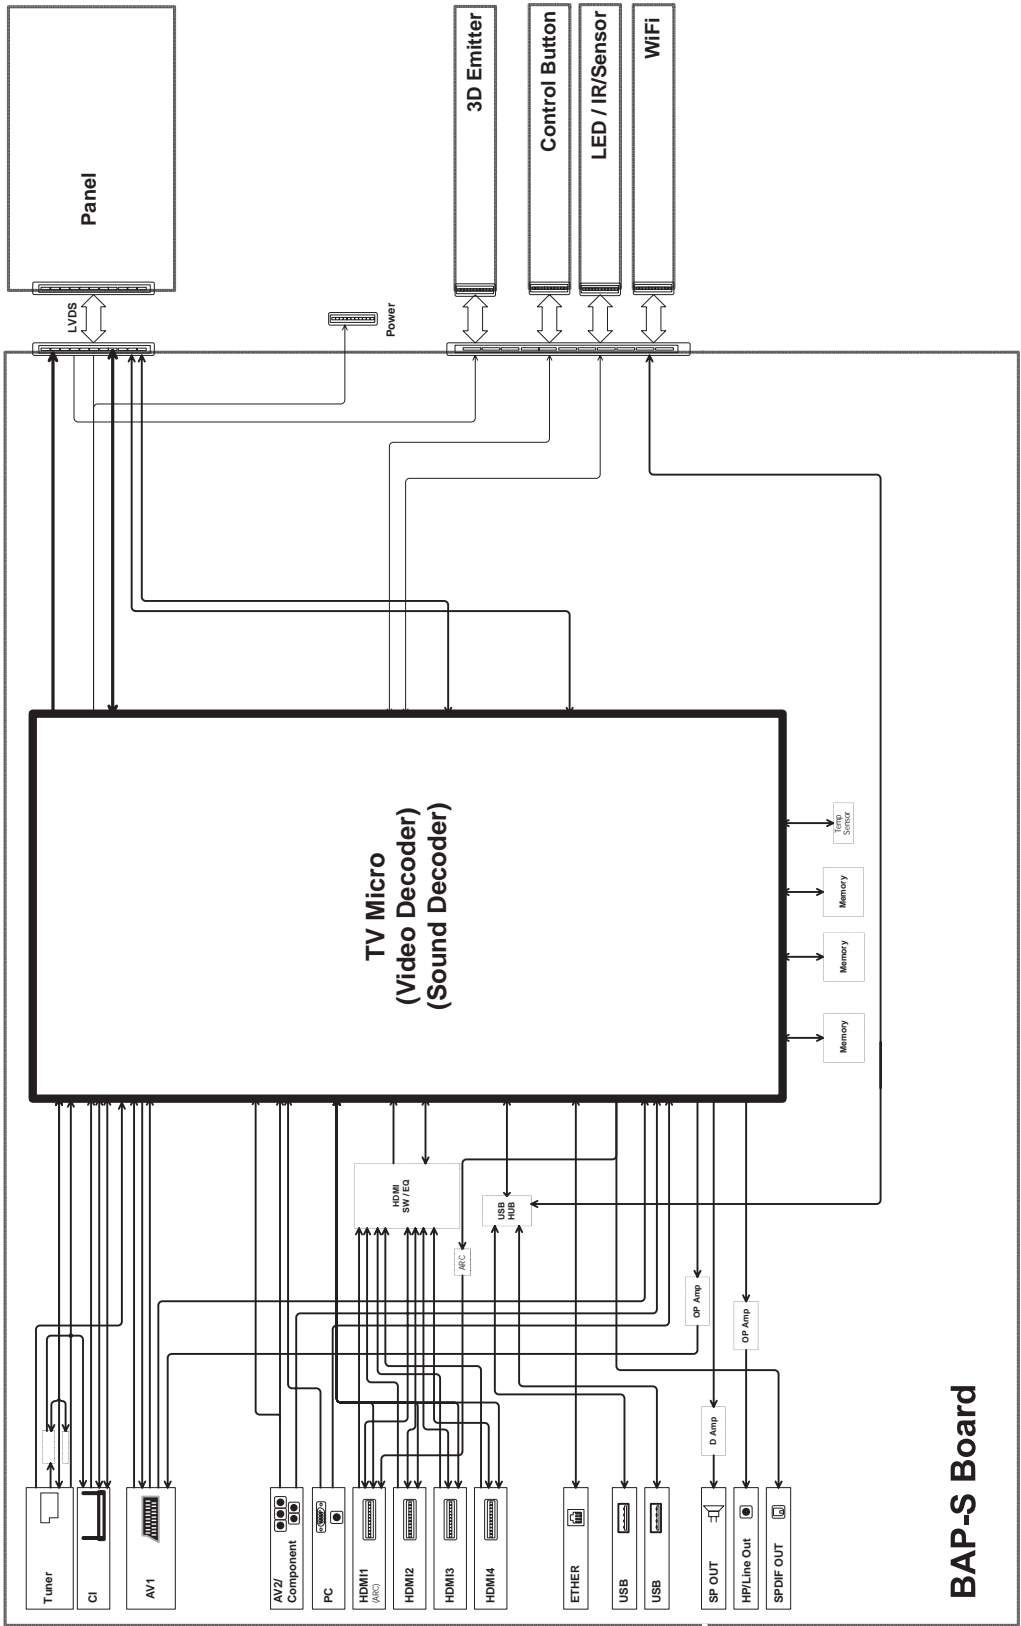 Tuner
CI
AV1
AV2/
Component
PC
HDMI1
(ARC)
HDMI2
HDMI3
HDMI4
ETHER
USB
USB
SP OUT
HP/Line Out
SPDIF OUT
HDMI
SW / EQ
ARC
USB
HUB
OP Amp
OP Amp
D Amp
TV Micro
(Video Decoder)
(Sound Decoder)
Memory
Memory
Memory
Temp
Sensor
LVDS
Power
Panel
3D Emitter
Control Button
LED / IR/Sensor
WiFi
BAP-S Board